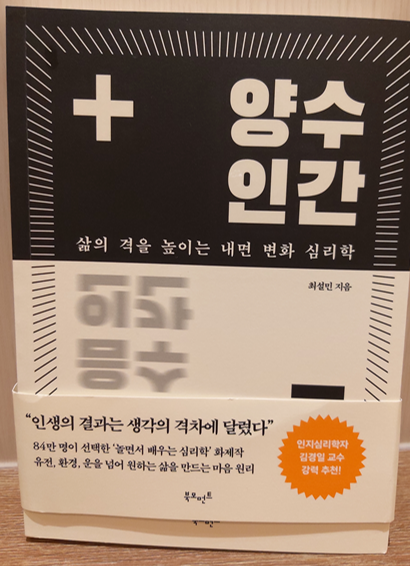 + 양수
인간
삶의 격을 높이는 내면 변화 심리학
최설민 지음
음수
인간
-
“인생의 결과는 생각의 격차에 달렸다”
84만 명이 선택한 ‘놀면서 배우는 심리학’ 화제작
유전, 환경, 운을 넘어 원하는 삶을 만드는 마음 원리
인지심리학자
김경일 교수
강력 추천!
북모먼트